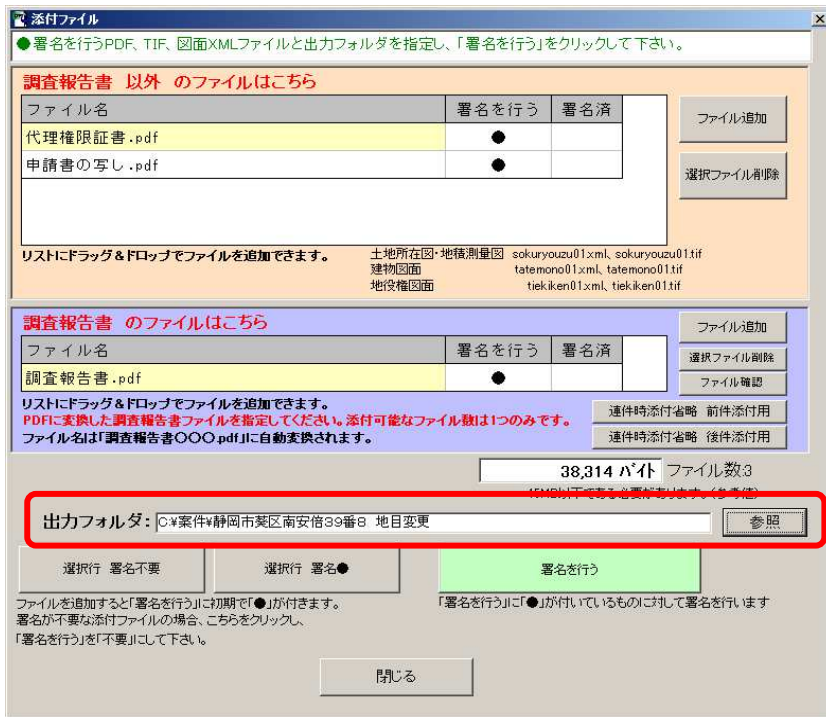 添付ファイル
●署名を行うPDF、TIF、図面XMLファイルと出力フォルダを指定し、「署名を行う」をクリックして下さい。
調査報告書 以外 のファイルはこちら
ファイル名 署名を行う 署名済
代理権限証書.pdf ●
申請書の写し.pdf ●
ファイル追加
選択ファイル削除
リストにドラッグ&ドロップでファイルを追加できます。
土地所在図・地積測量図 sokuryouzu01.xml、sokuryouzu01.tif
建物図面 tatemono01.xml、tatemono01.tif
地役権図面 tiekiken01.xml、tiekiken01.tif
調査報告書 のファイルはこちら
ファイル名 署名を行う 署名済
調査報告書.pdf ●
ファイル追加
選択ファイル削除
ファイル確認
リストにドラッグ&ドロップでファイルを追加できます。
PDFに変換した調査報告書ファイルを指定してください。添付可能なファイル数は1つのみです。
ファイル名は「調査報告書〇〇〇.pdf」に自動変換されます。
連件時添付省略 前件添付用
連件時添付省略 後件添付用
38,314 バイト ファイル数:3
15MB以下である必要があります。(参考値)
出力フォルダ: C:¥案件¥静岡市葵区南安倍39番8 地目変更 参照
選択行 署名不要 選択行 署名● 署名を行う
ファイルを追加すると「署名を行う」に初期で「●」が付きます。
署名が不要な添付ファイルの場合、こちらをクリックし、
「署名を行う」を「不要」にして下さい。
「署名を行う」に「●」が付いているものに対して署名を行います
閉じる